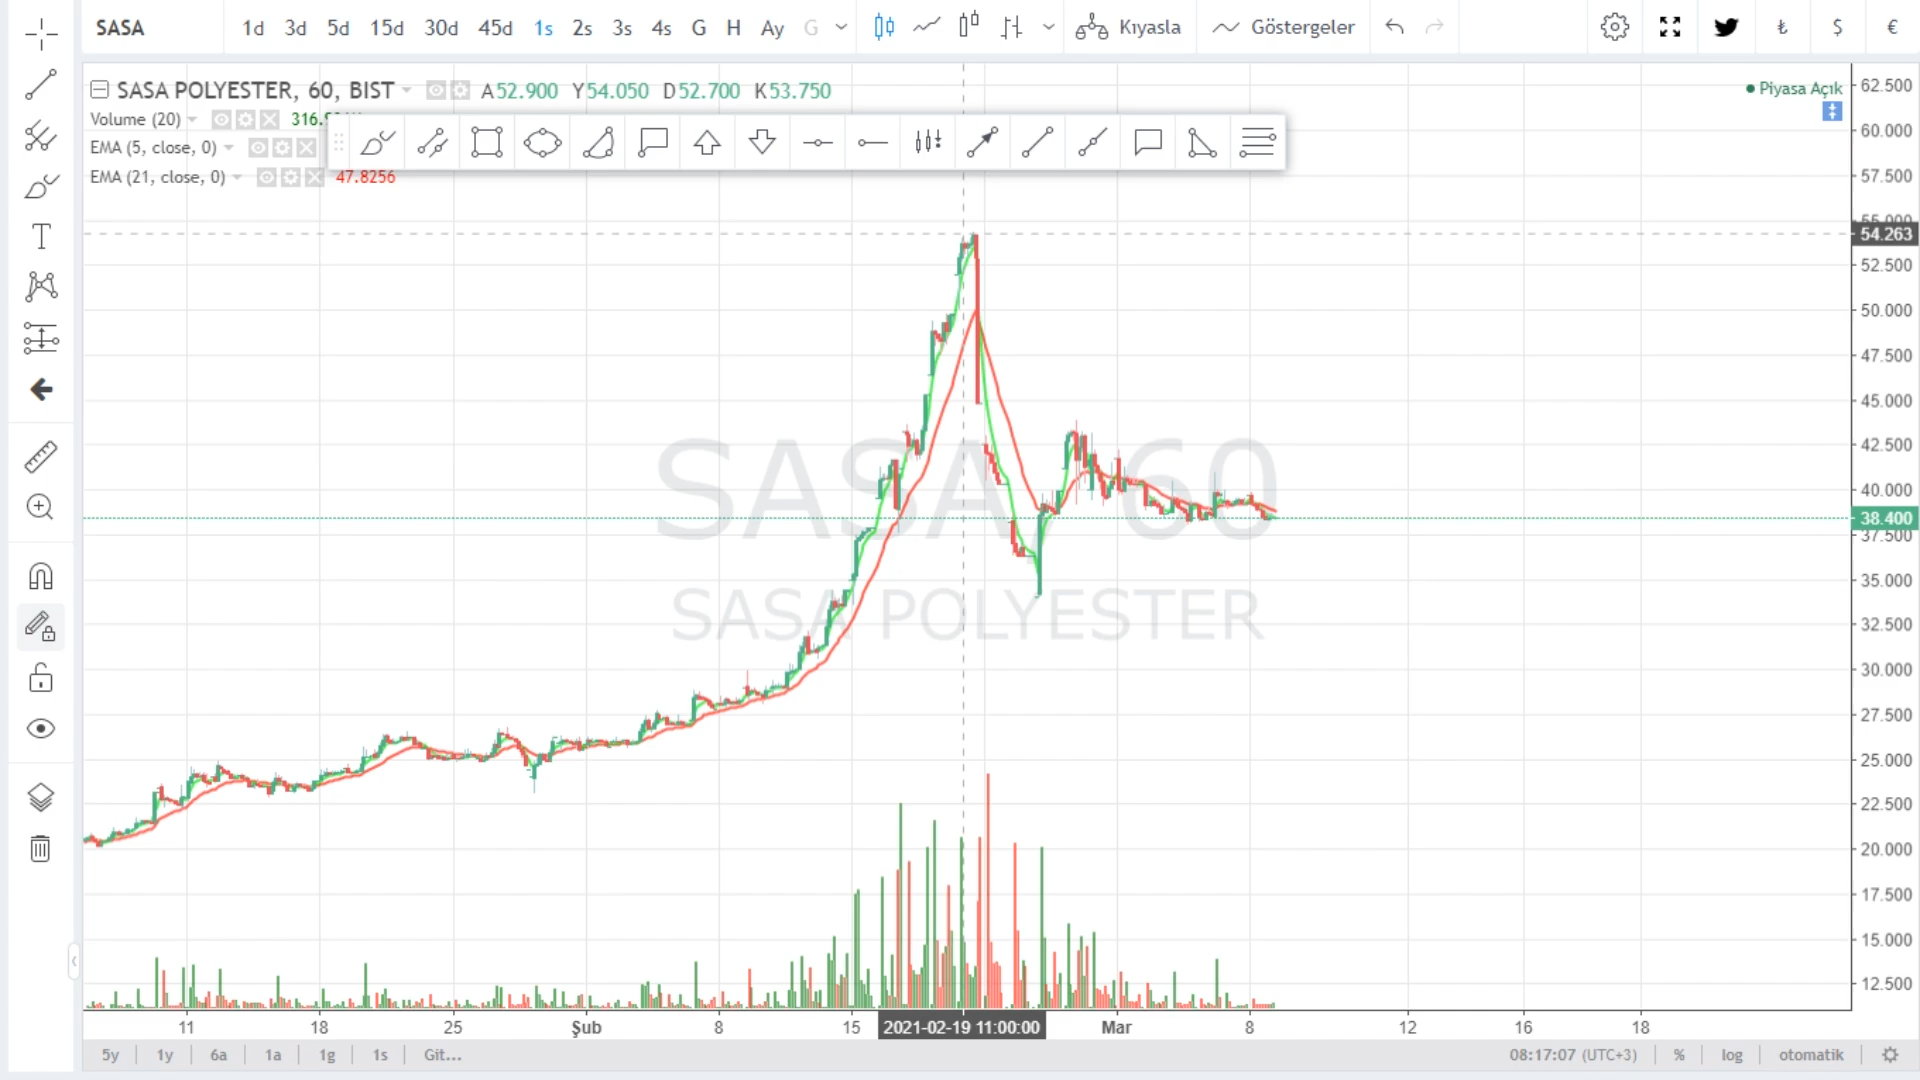 SASA 1d 3d 5d 15d 30d 45d 1s 2s 3s 4s G H Ay G Kıyasla Göstergeler ₺ $ €
SASA POLYESTER, 60, BIST A52.900 Y54.050 D52.700 K53.750
Piyasa Açık
Volume (20)
EMA (5, close, 0)
EMA (21, close, 0) 47.8256
T
SASA 60
SASA POLYESTER
62.500
60.000
57.500
55.000
54.263
52.500
50.000
47.500
45.000
42.500
40.000
38.400
37.500
35.000
32.500
30.000
27.500
25.000
22.500
20.000
17.500
15.000
12.500
11 18 25 Şub 8 15 2021-02-19 11:00:00 Mar 8 12 16 18
5y 1y 6a 1a 1g 1s Git... 08:17:07 (UTC+3) % log otomatik